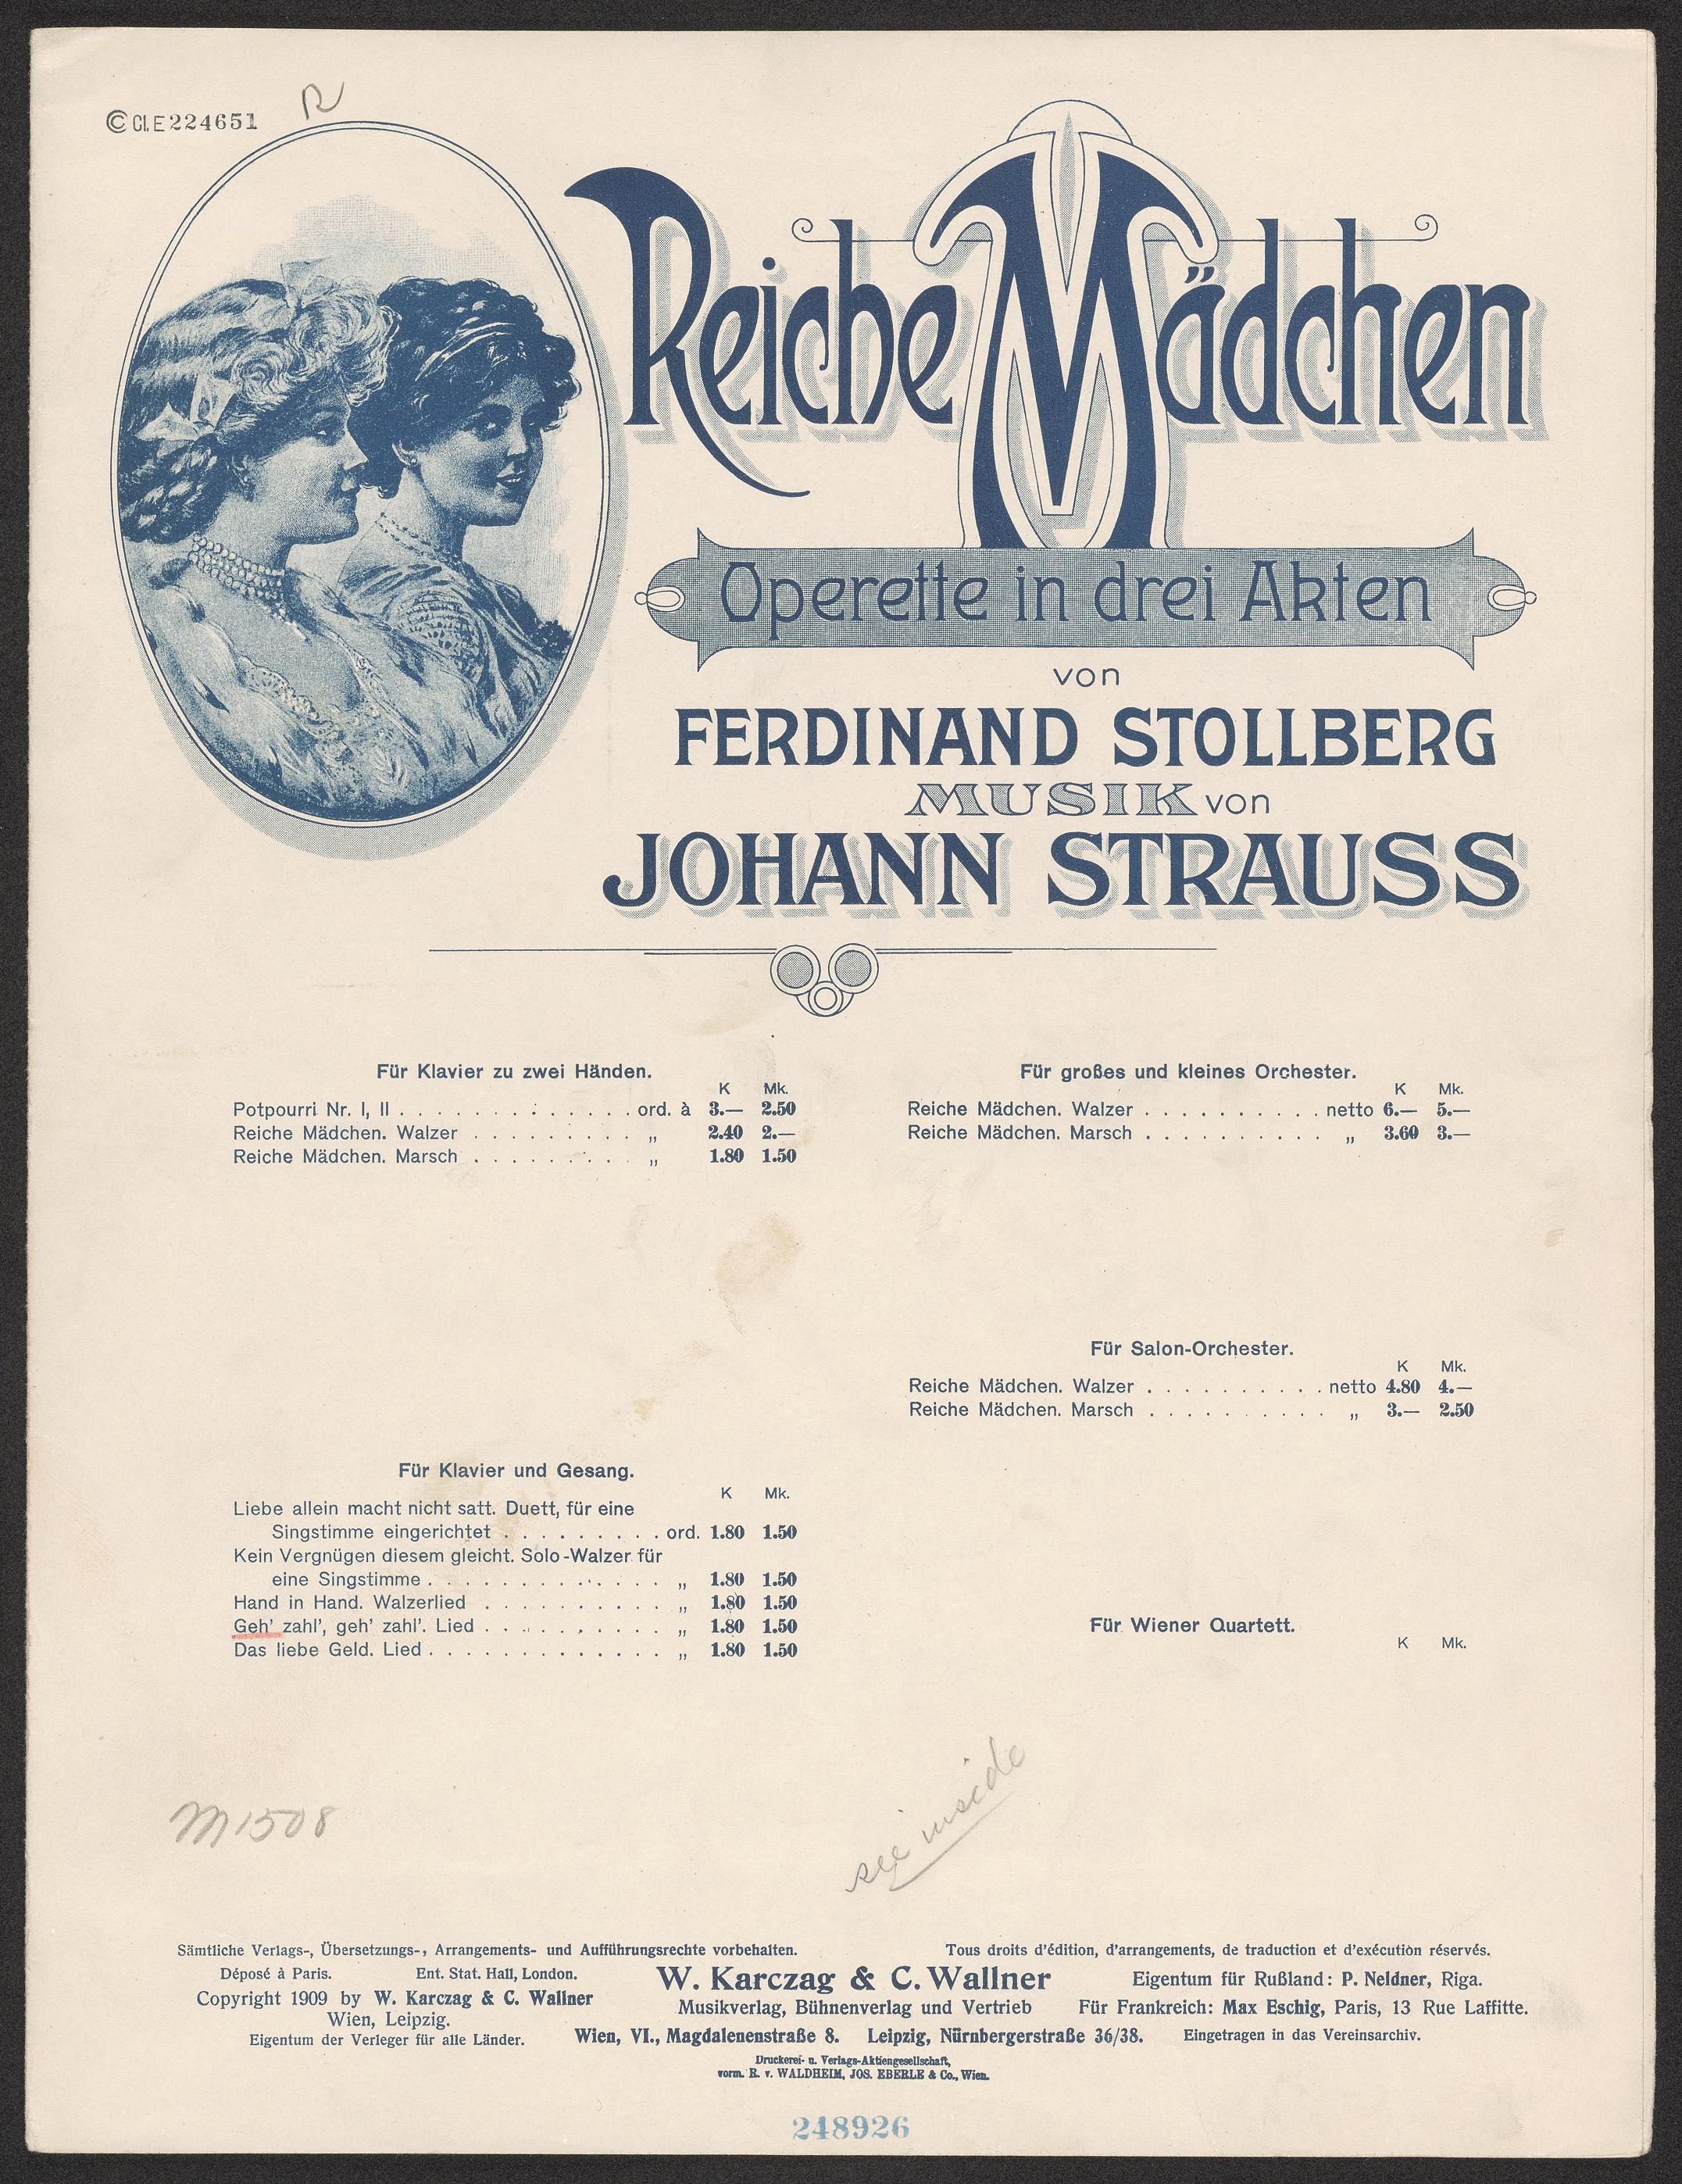 © Cl. E 224651
R
Reiche Mädchen
Operette in drei Akten
von
FERDINAND STOLLBERG
MUSIK von
JOHANN STRAUSS
Für Klavier zu zwei Händen.
K Mk.
Potpourri Nr. I, II . . . . . . . . . . . . . ord. à 3.— 2.50
Reiche Mädchen. Walzer . . . . . . . . . „ 2.40 2.—
Reiche Mädchen. Marsch . . . . . . . . . „ 1.80 1.50
Für Klavier und Gesang.
K Mk.
Liebe allein macht nicht satt. Duett, für eine
Singstimme eingerichtet . . . . . . . . . ord. 1.80 1.50
Kein Vergnügen diesem gleicht. Solo-Walzer für
eine Singstimme . . . . . . . . . . . . . „ 1.80 1.50
Hand in Hand. Walzerlied . . . . . . . . . „ 1.80 1.50
Geh' zahl', geh' zahl'. Lied . . . . . . . . . „ 1.80 1.50
Das liebe Geld. Lied . . . . . . . . . . . . . „ 1.80 1.50
Für großes und kleines Orchester.
K Mk.
Reiche Mädchen. Walzer . . . . . . . . . . netto 6.— 5.—
Reiche Mädchen. Marsch . . . . . . . . . . „ 3.60 3.—
Für Salon-Orchester.
K Mk.
Reiche Mädchen. Walzer . . . . . . . . . . netto 4.80 4.—
Reiche Mädchen. Marsch . . . . . . . . . . „ 3.— 2.50
Für Wiener Quartett.
K Mk.
M1508
see inside
Sämtliche Verlags-, Übersetzungs-, Arrangements- und Aufführungsrechte vorbehalten.
Tous droits d'édition, d'arrangements, de traduction et d'exécution réservés.
Déposé à Paris. Ent. Stat. Hall, London.
Copyright 1909 by W. Karczag & C. Wallner
Wien, Leipzig.
Eigentum der Verleger für alle Länder.
W. Karczag & C. Wallner
Musikverlag, Bühnenverlag und Vertrieb
Wien, VI., Magdalenenstraße 8. Leipzig, Nürnbergerstraße 36/38.
Eigentum für Rußland: P. Neldner, Riga.
Für Frankreich: Max Eschig, Paris, 13 Rue Laffitte.
Eingetragen in das Vereinsarchiv.
Druckerei- u. Verlags-Aktiengesellschaft,
vorm. R. v. WALDHEIM, JOS. EBERLE & Co., Wien.
248926